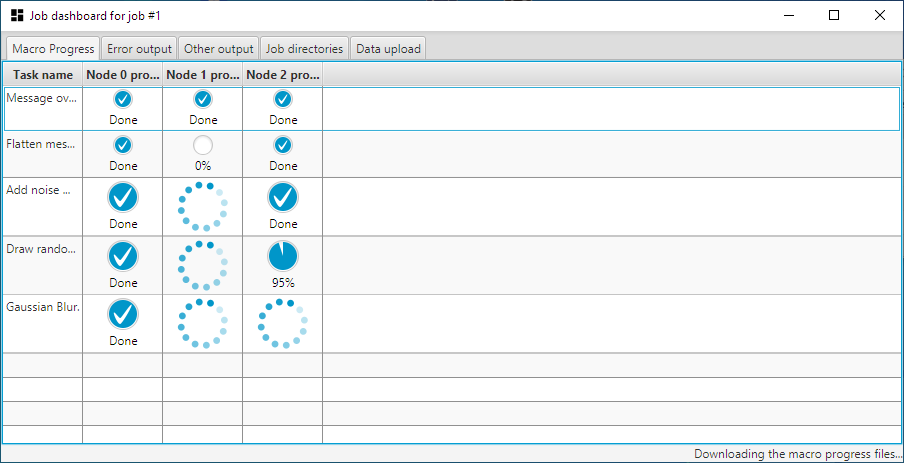 Job dashboard for job #1
Macro Progress Error output Other output Job directories Data upload
Task name Node 0 pro... Node 1 pro... Node 2 pro...
Message ov...
Done Done Done
Flatten mes...
Done 0% Done
Add noise ...
Done Done
Draw rando...
Done 95%
Gaussian Blur.
Done
Downloading the macro progress files...